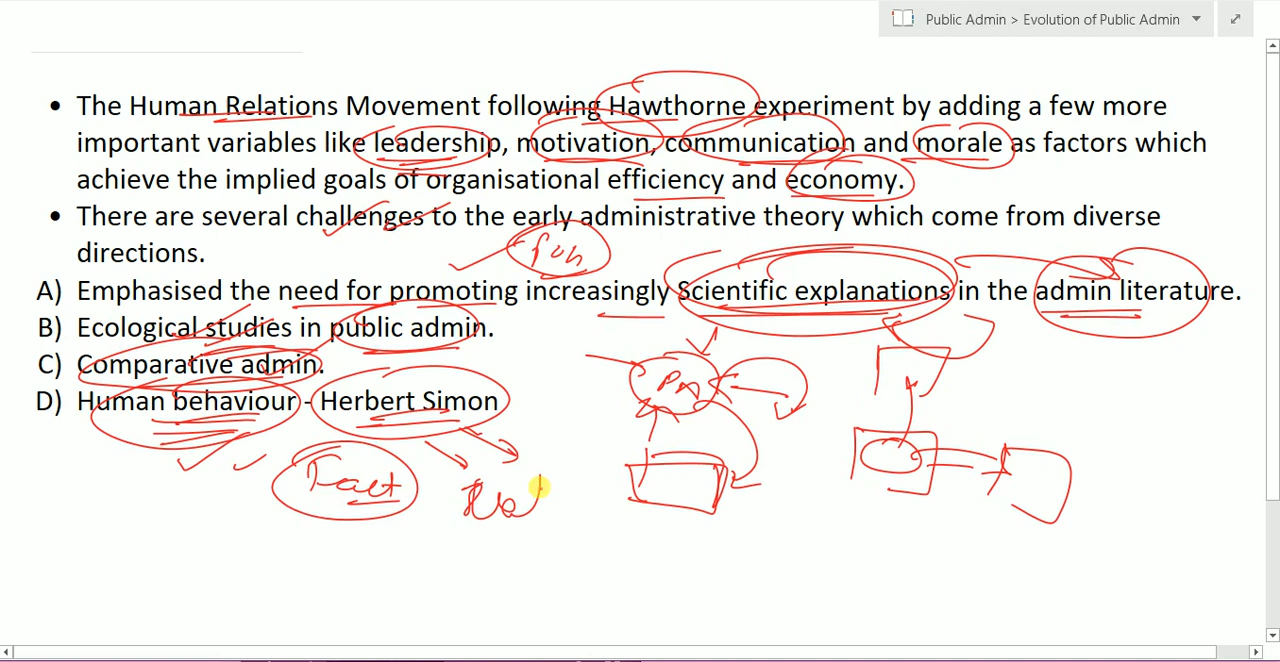 Public Admin > Evolution of Public Admin
• The Human Relations Movement following Hawthorne experiment by adding a few more
important variables like leadership, motivation, communication and morale as factors which
achieve the implied goals of organisational efficiency and economy.
• There are several challenges to the early administrative theory which come from diverse
directions.
A) Emphasised the need for promoting increasingly Scientific explanations in the admin literature.
B) Ecological studies in public admin.
C) Comparative admin.
PA
D) Human behaviour - Herbert Simon
Fact